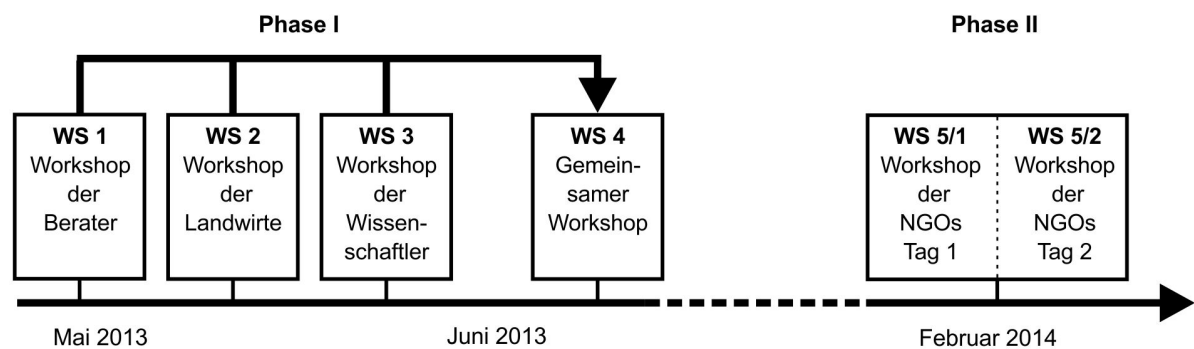 Phase I
Phase II
WS 1
Workshop
der
Berater
WS 2
Workshop
der
Landwirte
WS 3
Workshop
der
Wissen-
schaftler
WS 4
Gemein-
samer
Workshop
WS 5/1
Workshop
der
NGOs
Tag 1
WS 5/2
Workshop
der
NGOs
Tag 2
Mai 2013
Juni 2013
Februar 2014